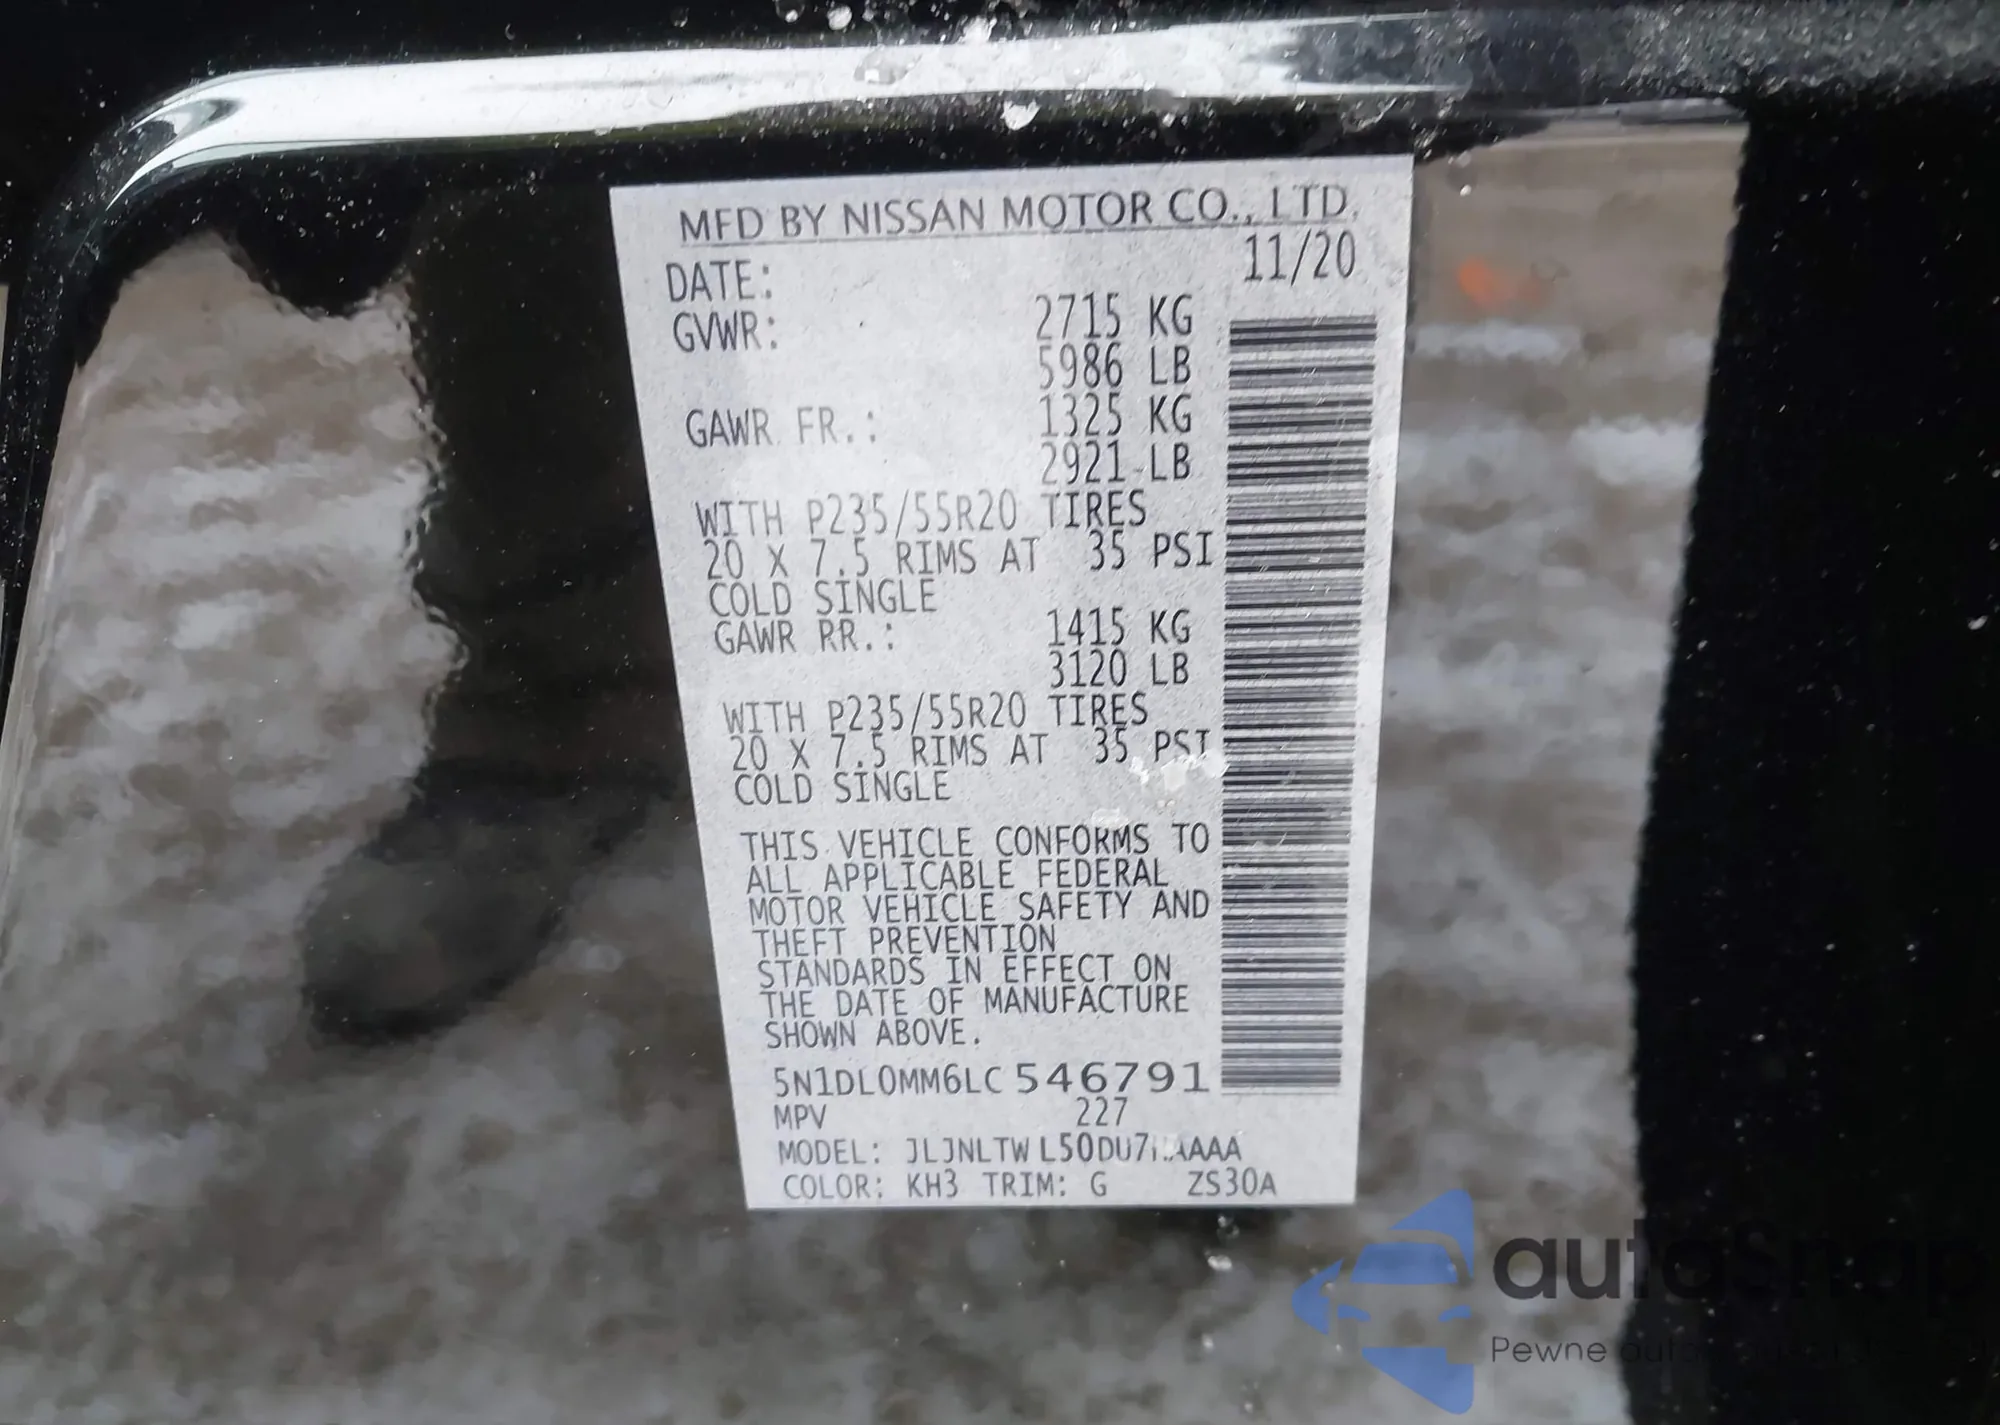 MFD BY NISSAN MOTOR CO., LTD.
DATE: 11/20
GVWR: 2715 KG
5986 LB
GAWR FR.: 1325 KG
2921 LB
WITH P235/55R20 TIRES
20 X 7.5 RIMS AT 35 PSI
COLD SINGLE
GAWR RR.: 1415 KG
3120 LB
WITH P235/55R20 TIRES
20 X 7.5 RIMS AT 35 PSI
COLD SINGLE
THIS VEHICLE CONFORMS TO
ALL APPLICABLE FEDERAL
MOTOR VEHICLE SAFETY AND
THEFT PREVENTION
STANDARDS IN EFFECT ON
THE DATE OF MANUFACTURE
SHOWN ABOVE.
5N1DL0MM6LC546791
MPV 227
MODEL: JLJNLTW
COLOR: KH3 TRIM: G ZS30A
autosnap
Pewne